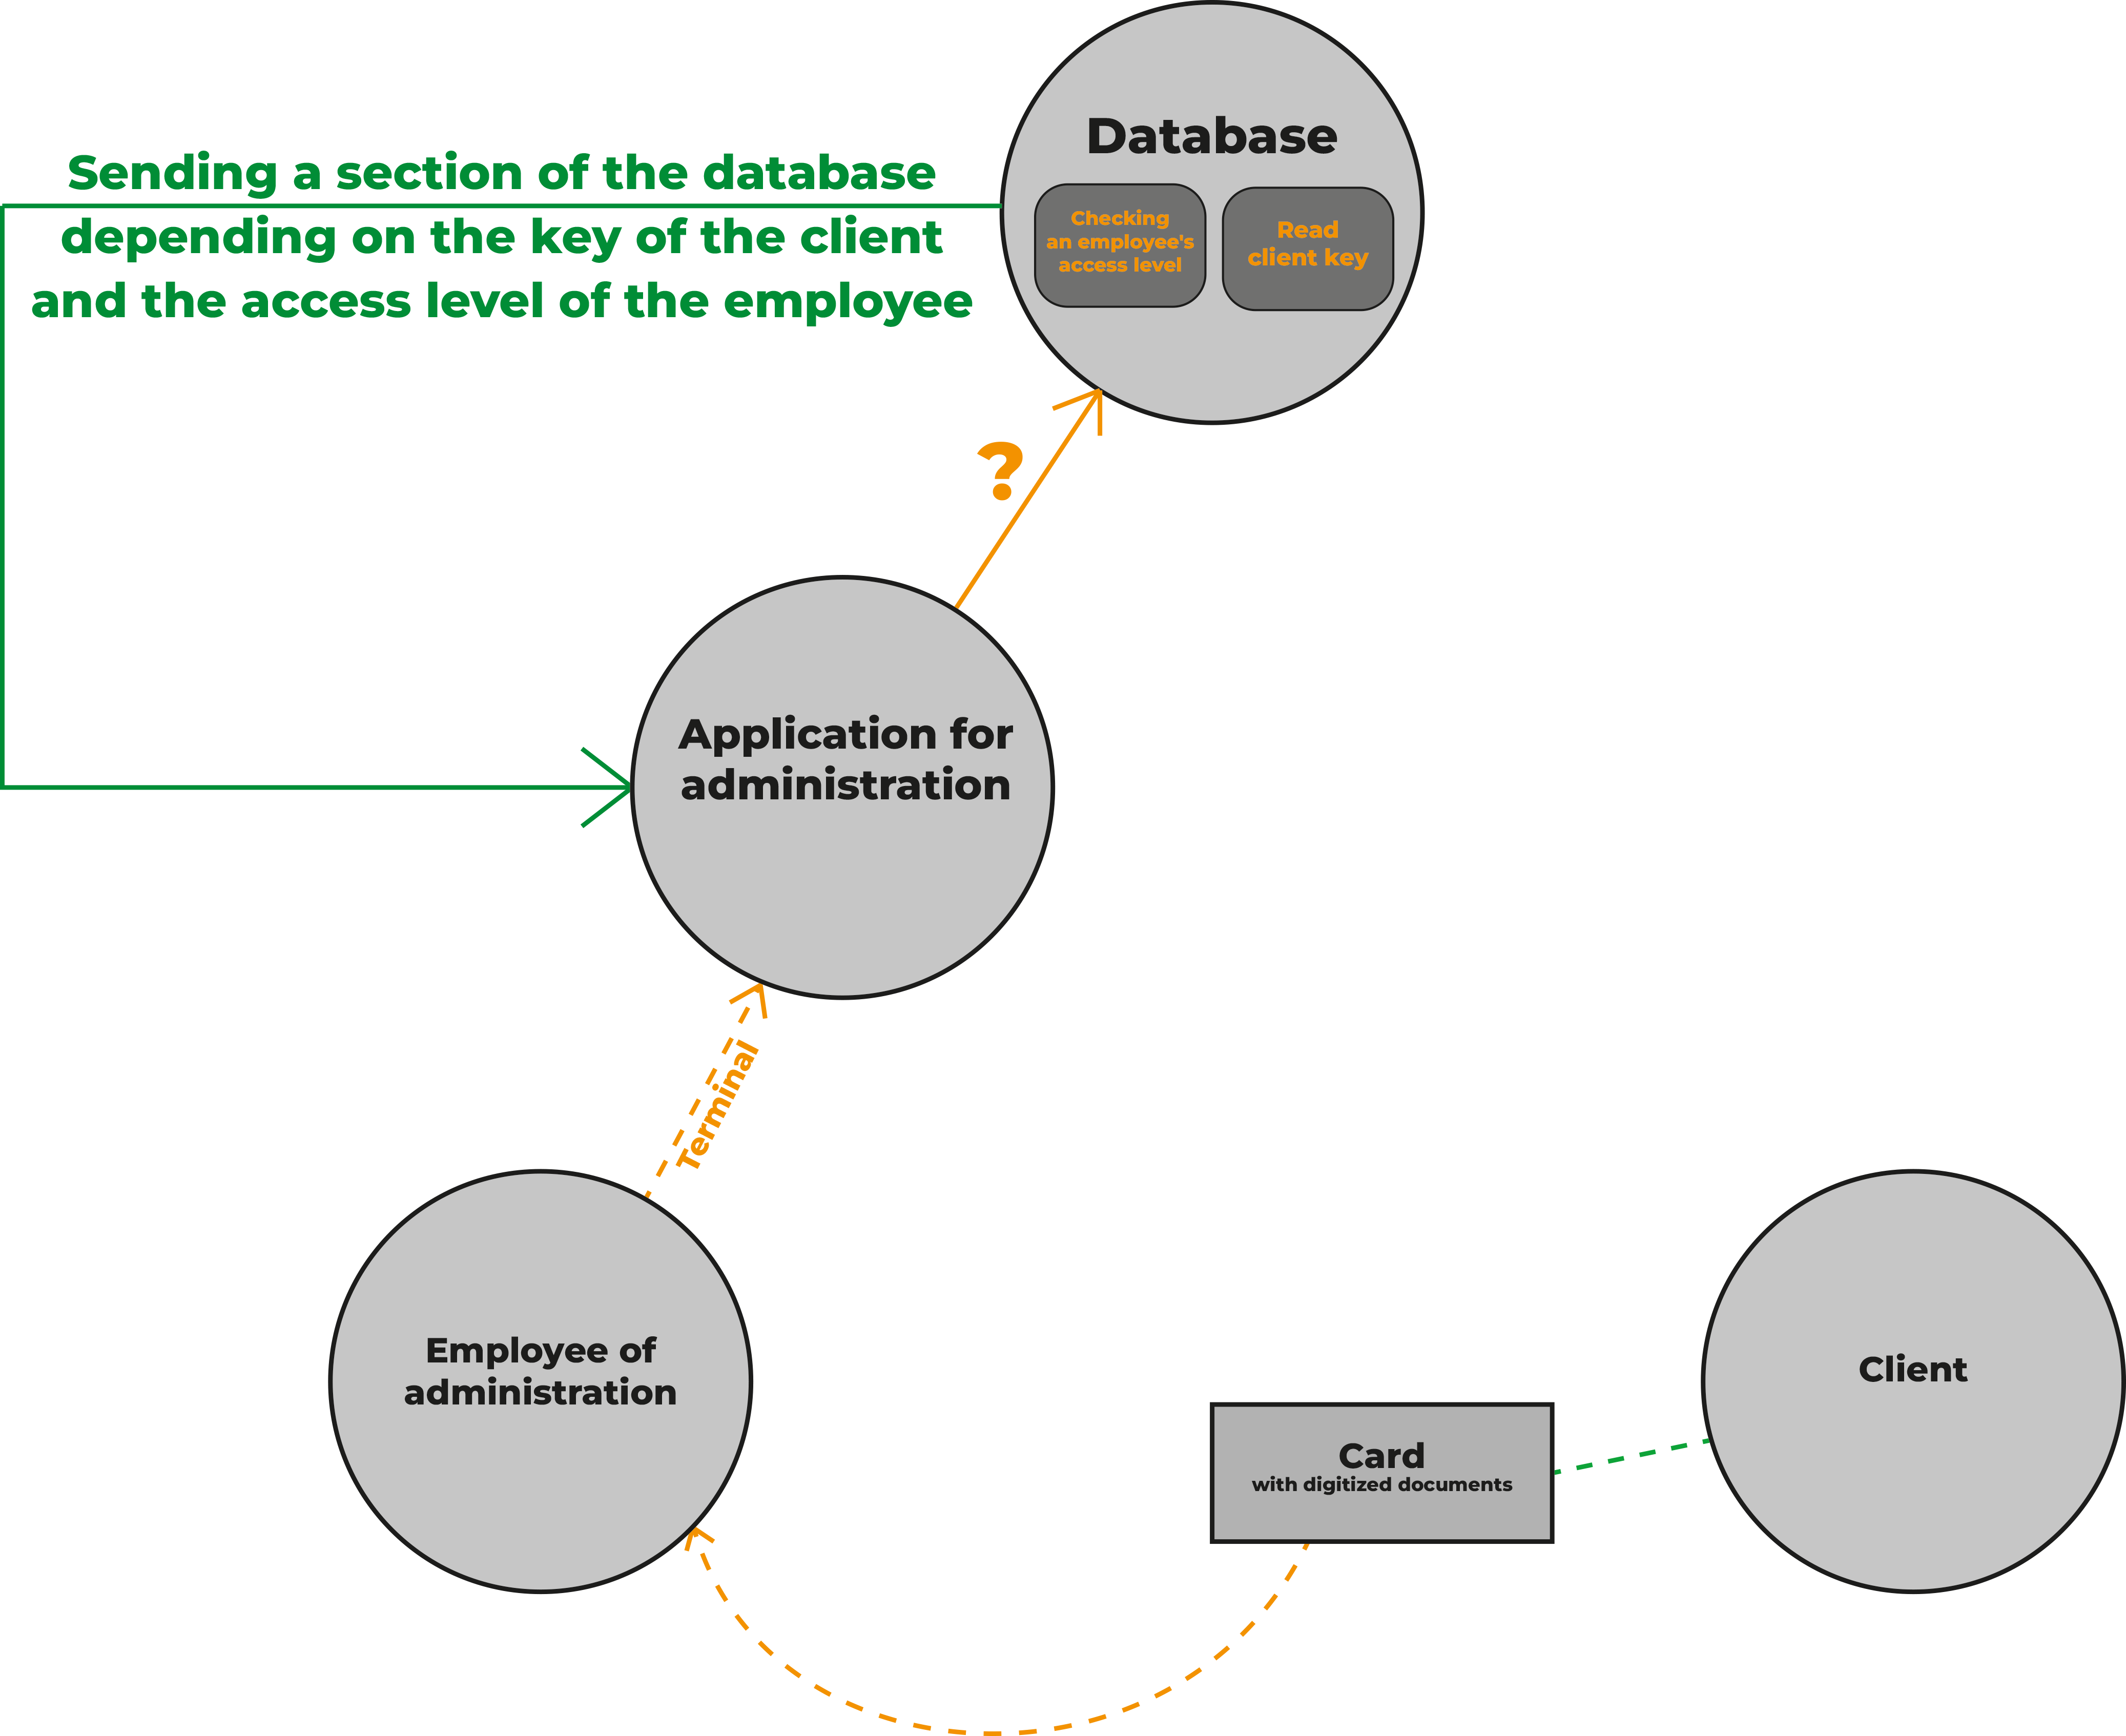 Database
Sending a section of the database
depending on the key of the client
and the access level of the employee
Checking
an employee's
access level
Read
client key
?
Application for
administration
Terminal
Employee of
administration
Client
Card
with digitized documents